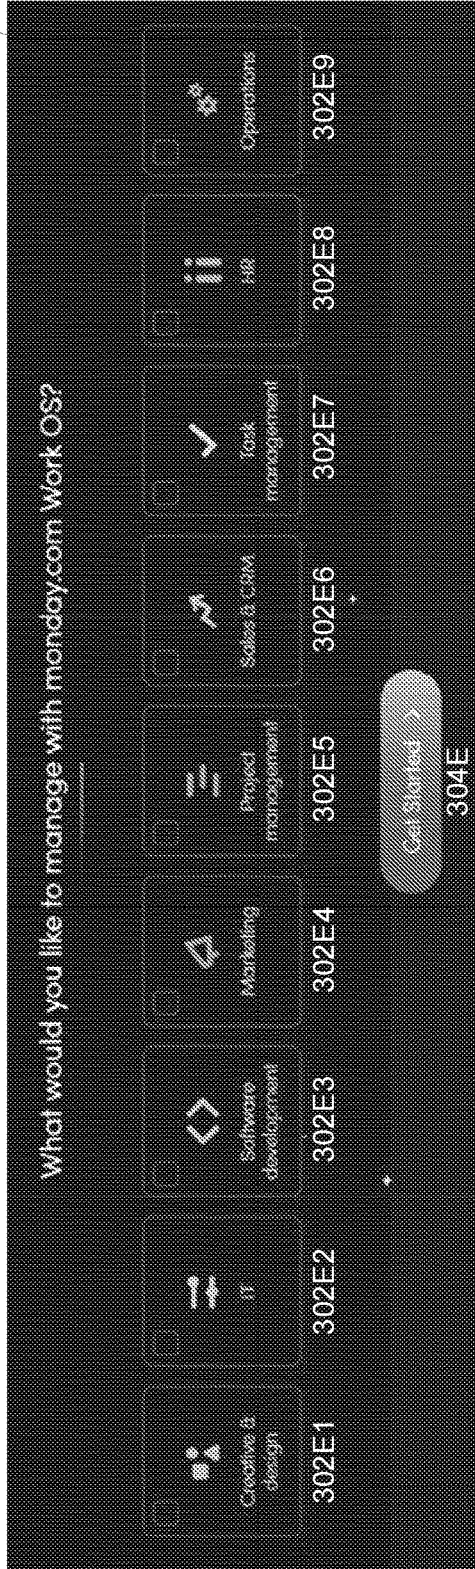 What would you like to manage with monday.com Work OS?
Creative &
design
302E1
IT
302E2
Software
development
302E3
Marketing
302E4
Project
management
302E5
Sales & CRM
302E6
Task
management
302E7
HR
302E8
Operations
302E9
Get Started >
304E